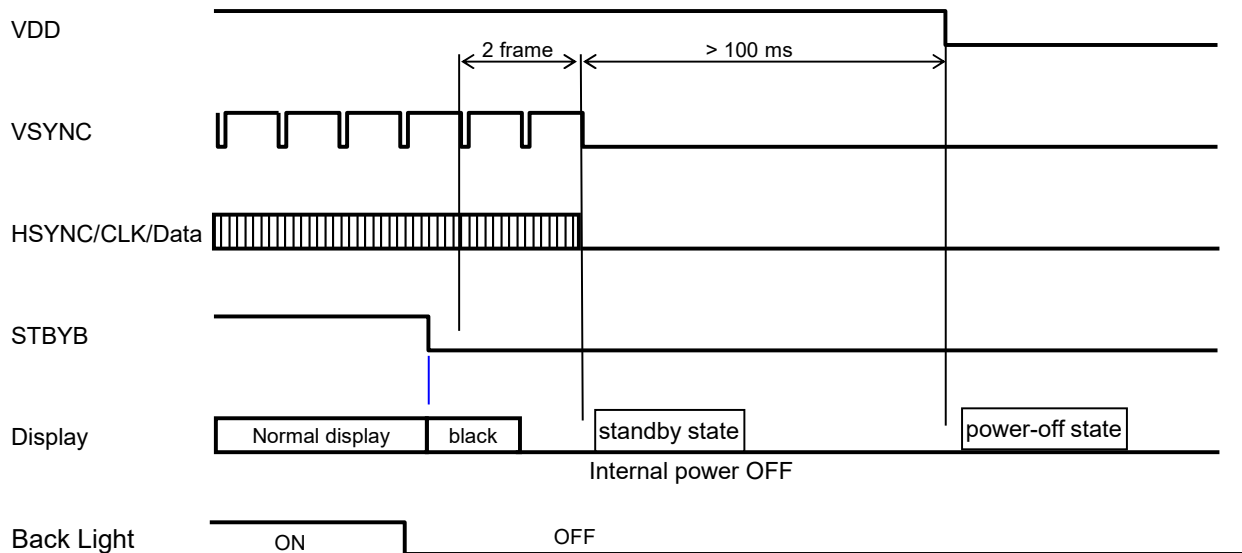 VDD
2 frame
> 100 ms
VSYNC
HSYNC/CLK/Data
STBYB
Display
Normal display
black
standby state
power-off state
Internal power OFF
Back Light
ON
OFF